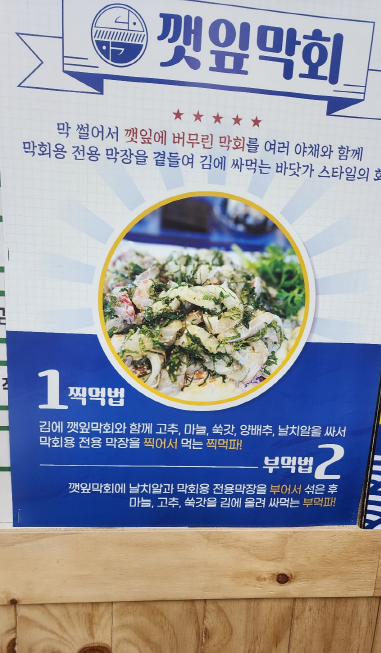 깻잎막회
막 썰어서 깻잎에 버무린 막회를 여러 야채와 함께
막회용 전용 막장을 곁들여 김에 싸먹는 바닷가 스타일의
1찍먹법
김에 깻잎막회와 함께 고추, 마늘, 쑥갓, 양배추, 날치알을 싸서
막회용 전용 막장을 찍어서 먹는 찍먹파!
부먹법2
깻잎막회에 날치알과 막회용 전용막장을 부어서 섞은 후
마늘, 고추, 쑥갓을 김에 올려 싸먹는 부먹파!